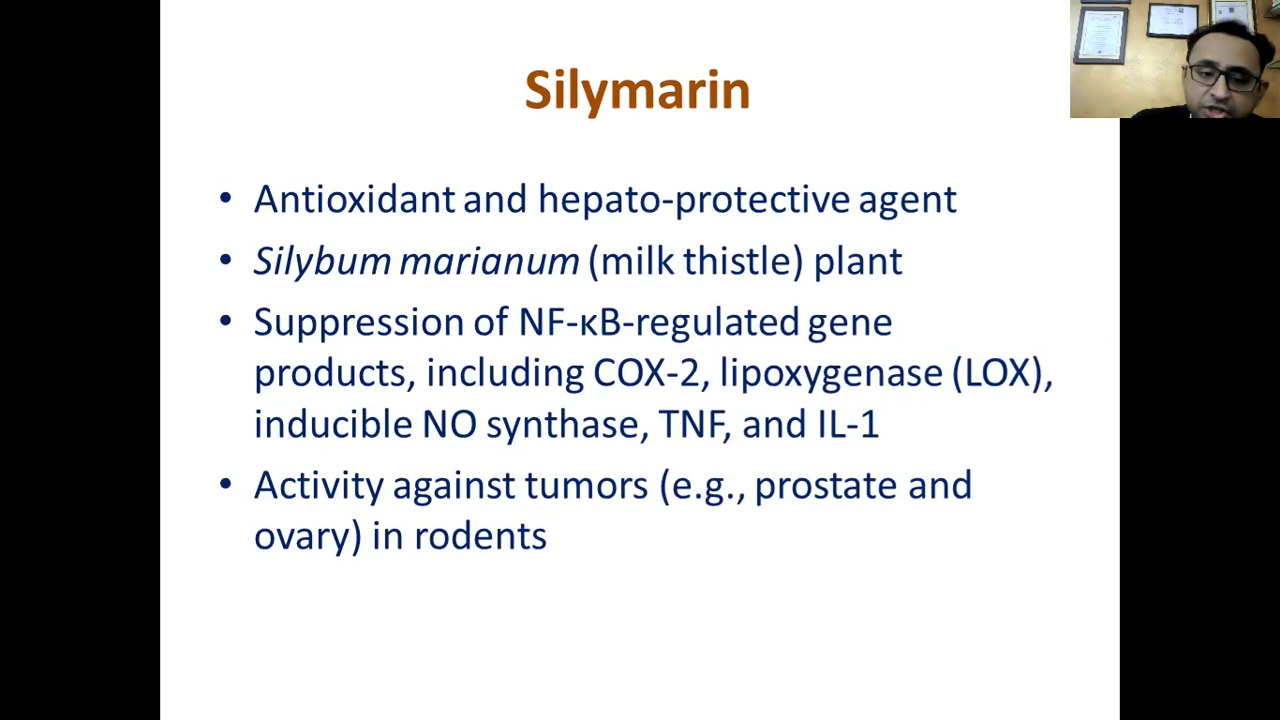 Silymarin
• Antioxidant and hepato-protective agent
• Silybum marianum (milk thistle) plant
• Suppression of NF-κB-regulated gene
products, including COX-2, lipoxygenase (LOX),
inducible NO synthase, TNF, and IL-1
• Activity against tumors (e.g., prostate and
ovary) in rodents